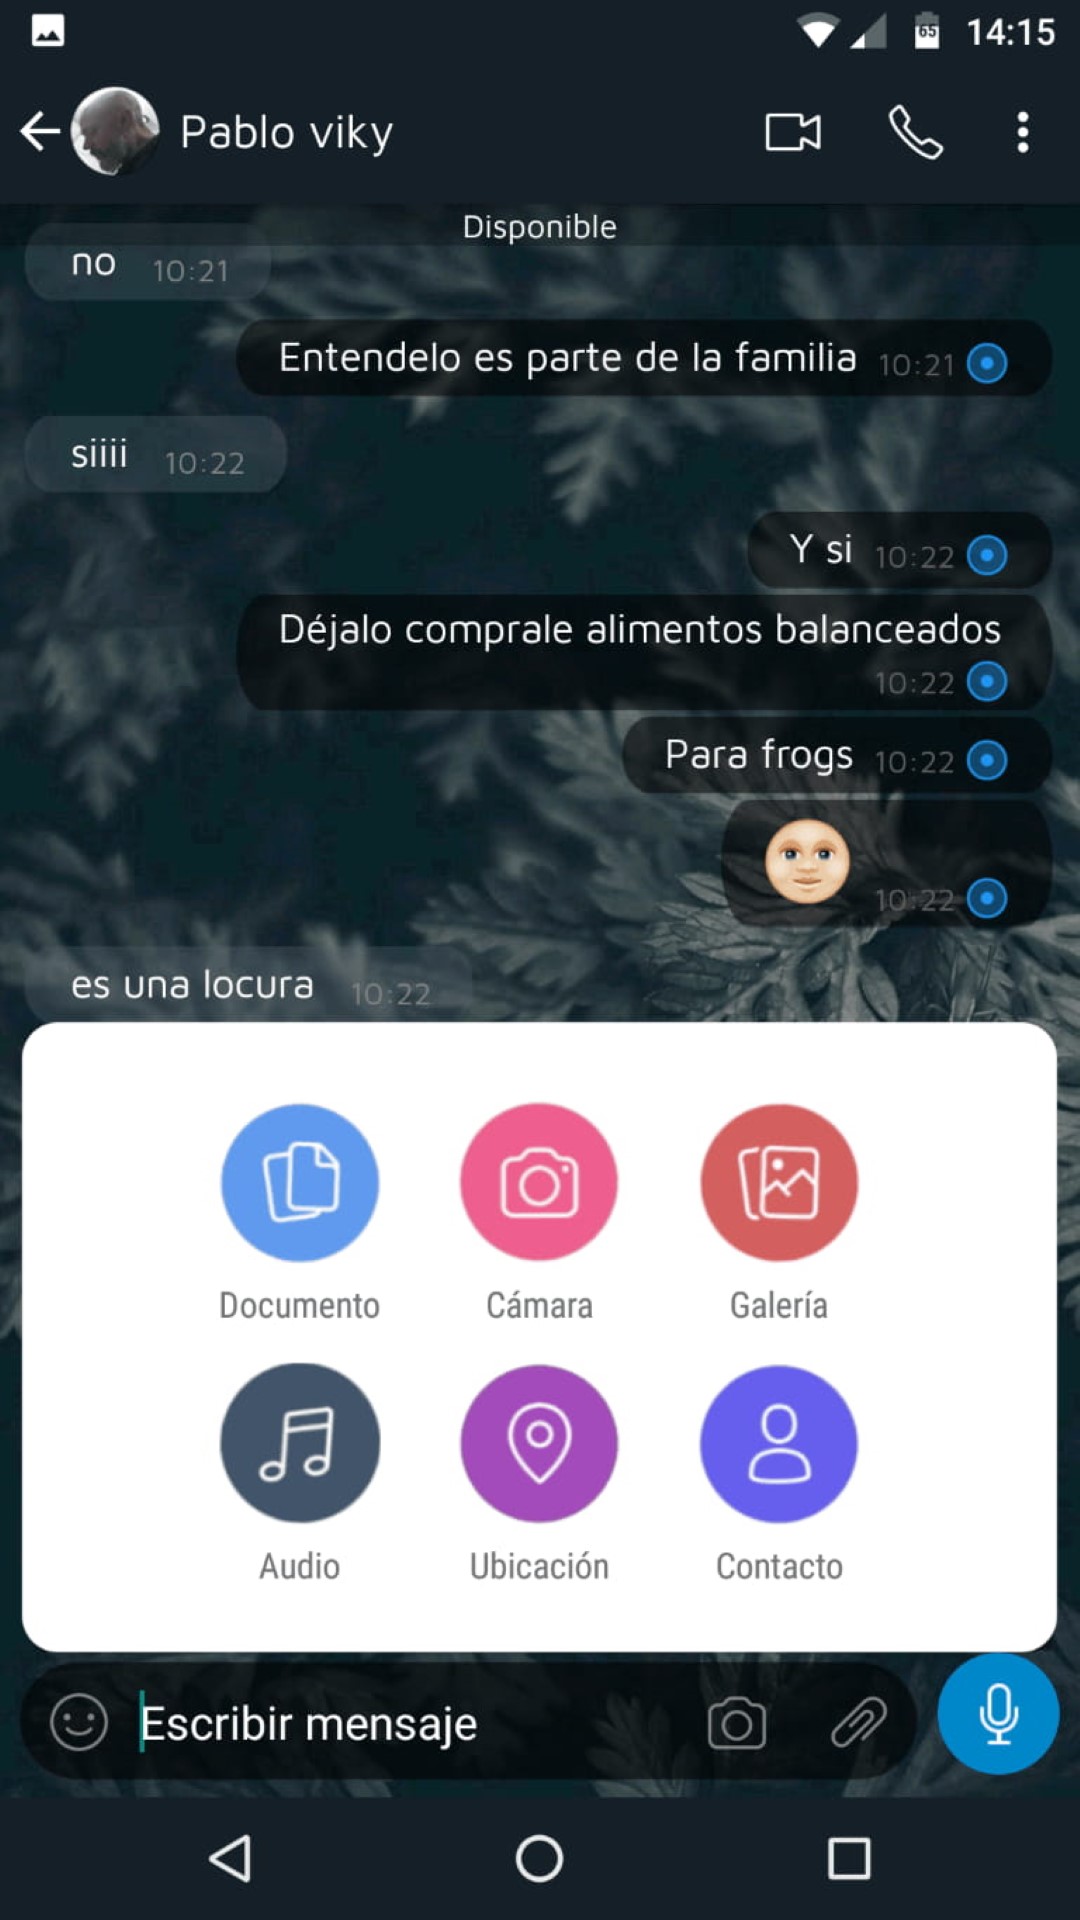 65 14:15
Pablo viky
Disponible
no 10:21
Entendelo es parte de la familia 10:21
siiii 10:22
Y si 10:22
Déjalo comprale alimentos balanceados
10:22
Para frogs 10:22
10:22
es una locura 10:22
Documento Cámara Galería
Audio Ubicación Contacto
Escribir mensaje